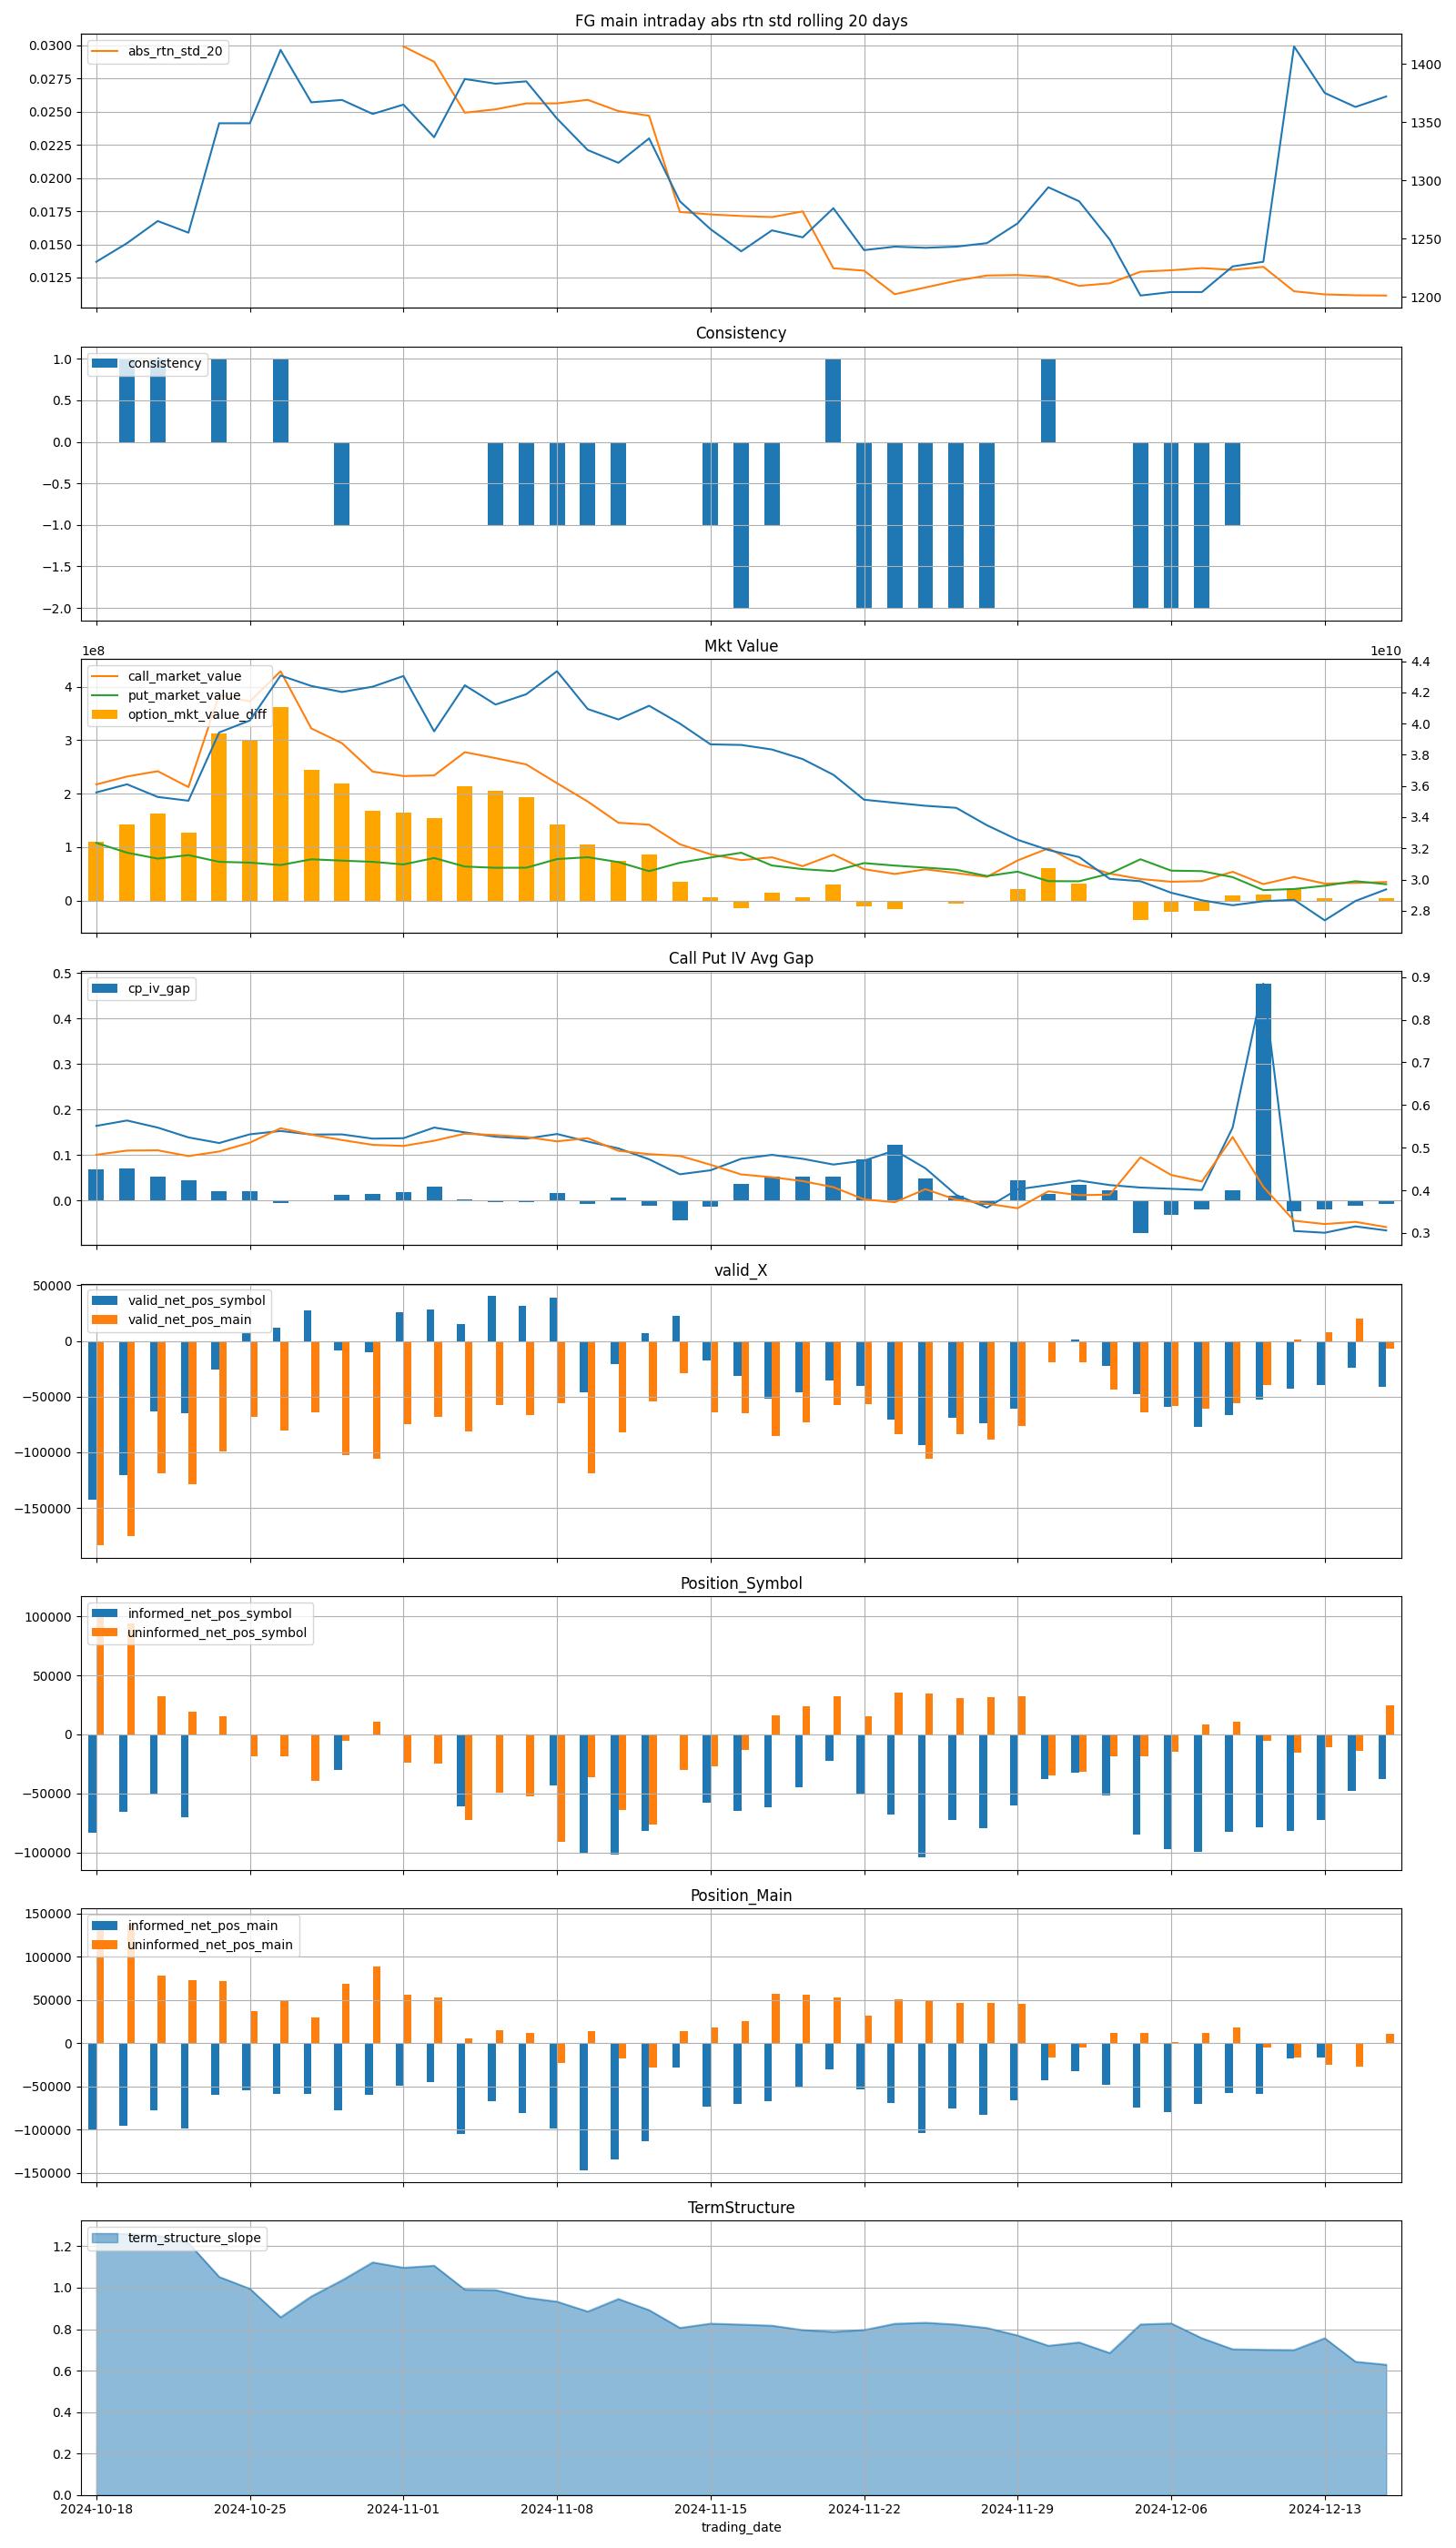 FG main intraday abs rtn std rolling 20 days
abs_rtn_std_20
0.0300
0.0275
0.0250
0.0225
0.0200
0.0175
0.0150
0.0125
1400
1350
1300
1250
1200
Consistency
consistency
1.0
0.5
0.0
−0.5
−1.0
−1.5
−2.0
Mkt Value
1e8
1e10
call_market_value
put_market_value
option_mkt_value_diff
4
3
2
1
0
4.4
4.2
4.0
3.8
3.6
3.4
3.2
3.0
2.8
Call Put IV Avg Gap
cp_iv_gap
0.5
0.4
0.3
0.2
0.1
0.0
0.9
0.8
0.7
0.6
0.5
0.4
0.3
valid_X
valid_net_pos_symbol
valid_net_pos_main
50000
0
−50000
−100000
−150000
Position_Symbol
informed_net_pos_symbol
uninformed_net_pos_symbol
100000
50000
0
−50000
−100000
Position_Main
informed_net_pos_main
uninformed_net_pos_main
150000
100000
50000
0
−50000
−100000
−150000
TermStructure
term_structure_slope
1.2
1.0
0.8
0.6
0.4
0.2
0.0
2024-10-18 2024-10-25 2024-11-01 2024-11-08 2024-11-15 2024-11-22 2024-11-29 2024-12-06 2024-12-13
trading_date